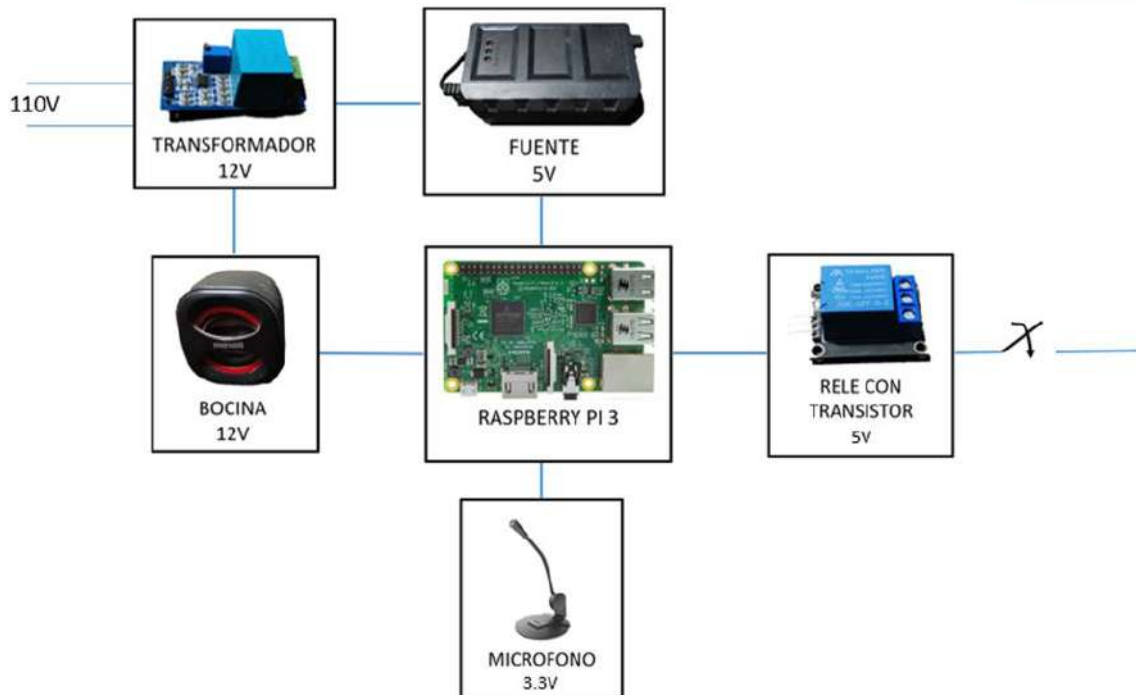 110V
TRANSFORMADOR
12V
FUENTE
5V
BOCINA
12V
RASPBERRY PI 3
RELE CON
TRANSISTOR
5V
MICROFONO
3.3V